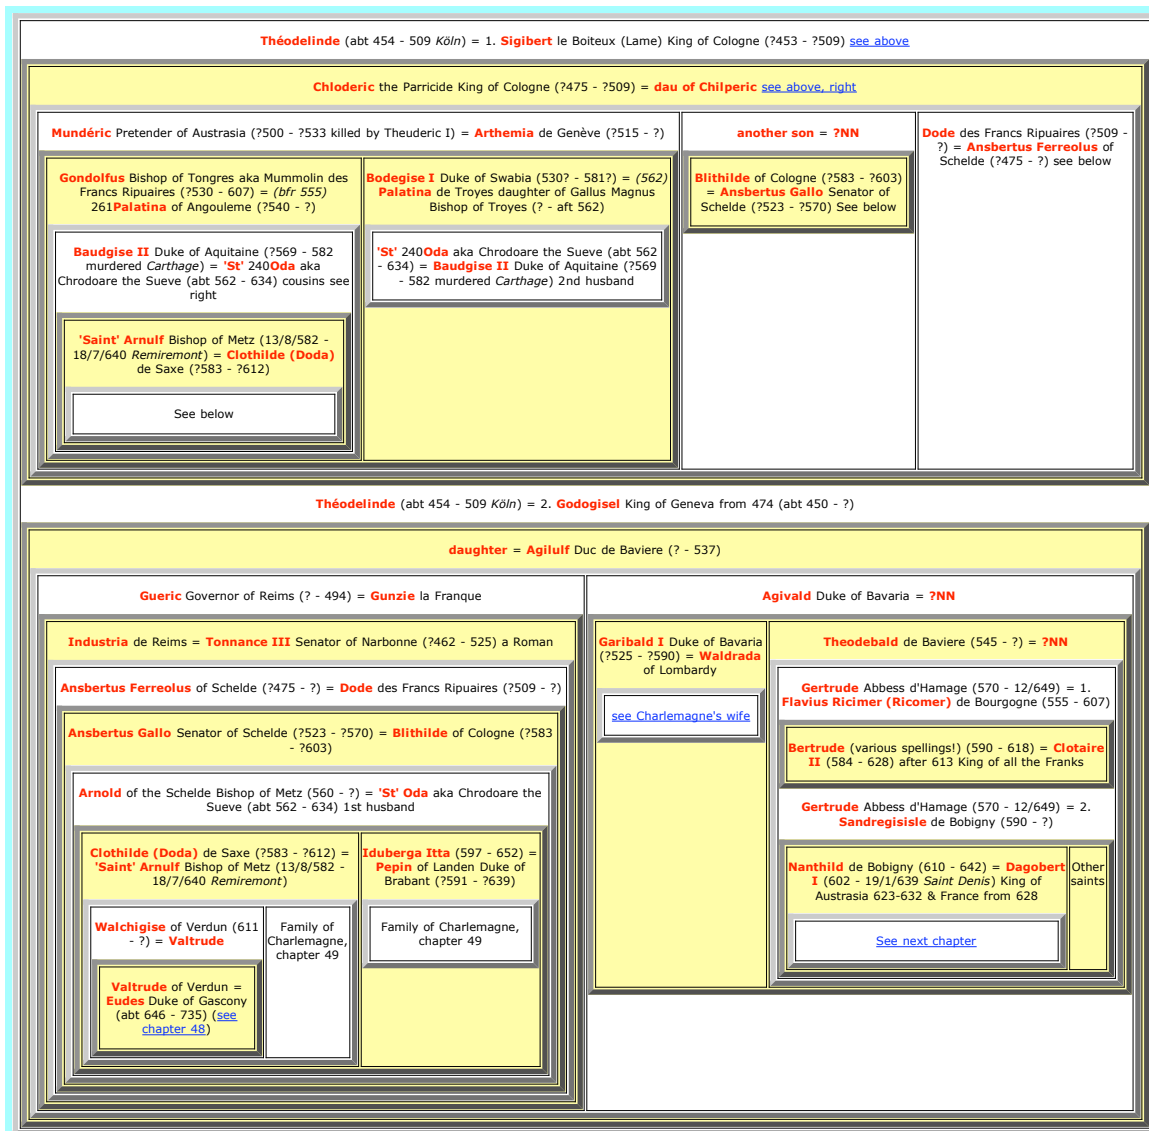 Théodelinde (abt 454 - 509 Köln) = 1. Sigibert le Boiteux (Lame) King of Cologne (?453 - ?509) see above
Chloderic the Parricide King of Cologne (?475 - ?509) = dau of Chilperic see above, right
Mundéric Pretender of Austrasia (?500 - ?533 killed by Theuderic I) = Arthemia de Genève (?515 - ?)
Gondolfus Bishop of Tongres aka Mummolin des
Francs Ripuaires (?530 - 607) = (bfr 555)
261Palatina of Angouleme (?540 - ?)
Baudgise II Duke of Aquitaine (?569 - 582
murdered Carthage) = 'St' 240Oda aka
Chrodoare the Sueve (abt 562 - 634) cousins see
right
'Saint' Arnulf Bishop of Metz (13/8/582 -
18/7/640 Remiremont) = Clothilde (Doda)
de Saxe (?583 - ?612)
See below
Bodegise I Duke of Swabia (530? - 581?) = (562)
Palatina de Troyes daughter of Gallus Magnus
Bishop of Troyes (? - aft 562)
'St' 240Oda aka Chrodoare the Sueve (abt 562
- 634) = Baudgise II Duke of Aquitaine (?569
- 582 murdered Carthage) 2nd husband
another son = ?NN
Blithilde of Cologne (?583 - ?603)
= Ansbertus Gallo Senator of
Schelde (?523 - ?570) See below
Dode des Francs Ripuaires (?509 -
?) = Ansbertus Ferreolus of
Schelde (?475 - ?) see below
Théodelinde (abt 454 - 509 Köln) = 2. Godogisel King of Geneva from 474 (abt 450 - ?)
daughter = Agilulf Duc de Baviere (? - 537)
Gueric Governor of Reims (? - 494) = Gunzie la Franque
Industria de Reims = Tonnance III Senator of Narbonne (?462 - 525) a Roman
Ansbertus Ferreolus of Schelde (?475 - ?) = Dode des Francs Ripuaires (?509 - ?)
Ansbertus Gallo Senator of Schelde (?523 - ?570) = Blithilde of Cologne (?583
- ?603)
Arnold of the Schelde Bishop of Metz (560 - ?) = 'St' Oda aka Chrodoare the
Sueve (abt 562 - 634) 1st husband
Clothilde (Doda) de Saxe (?583 - ?612) =
'Saint' Arnulf Bishop of Metz (13/8/582 -
18/7/640 Remiremont)
Walchigise of Verdun (611
- ?) = Valtrude
Valtrude of Verdun =
Eudes Duke of Gascony
(abt 646 - 735) (see
chapter 48)
Family of
Charlemagne,
chapter 49
Iduberga Itta (597 - 652) =
Pepin of Landen Duke of
Brabant (?591 - ?639)
Family of Charlemagne,
chapter 49
Agivald Duke of Bavaria = ?NN
Garibald I Duke of Bavaria
(?525 - ?590) = Waldrada
of Lombardy
see Charlemagne's wife
Theodebald de Baviere (545 - ?) = ?NN
Gertrude Abbess d'Hamage (570 - 12/649) = 1.
Flavius Ricimer (Ricomer) de Bourgogne (555 - 607)
Bertrude (various spellings!) (590 - 618) = Clotaire
II (584 - 628) after 613 King of all the Franks
Gertrude Abbess d'Hamage (570 - 12/649) = 2.
Sandregisisle de Bobigny (590 - ?)
Nanthild de Bobigny (610 - 642) = Dagobert
I (602 - 19/1/639 Saint Denis) King of
Austrasia 623-632 & France from 628
See next chapter
Other
saints